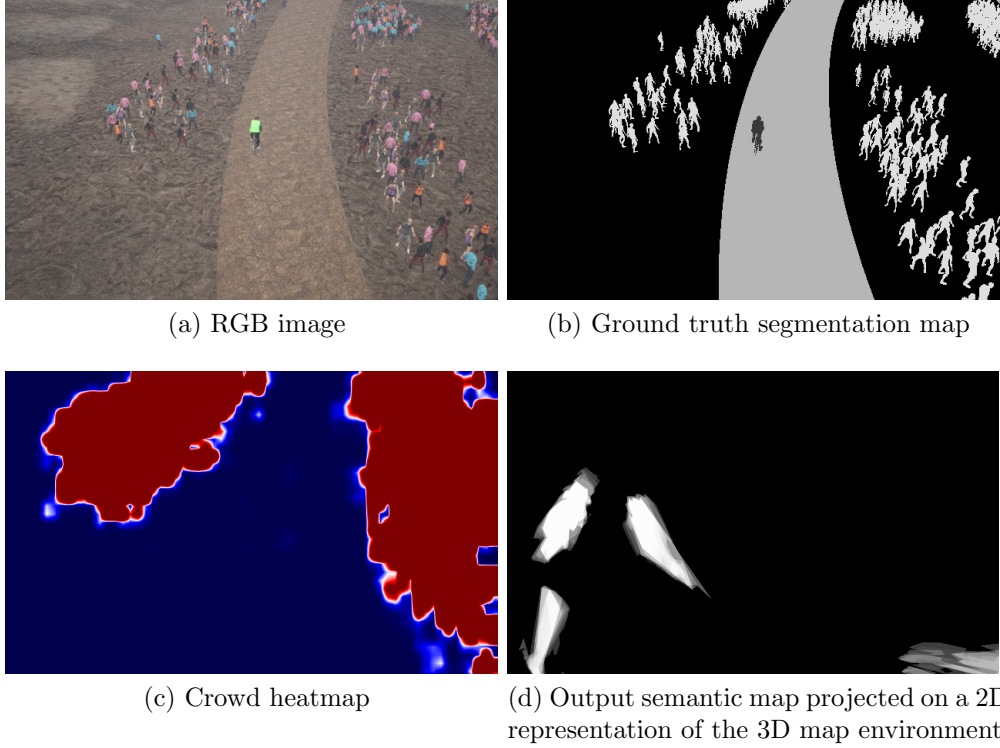 (a) RGB image
(b) Ground truth segmentation map
(c) Crowd heatmap
(d) Output semantic map projected on a 2D
representation of the 3D map environment